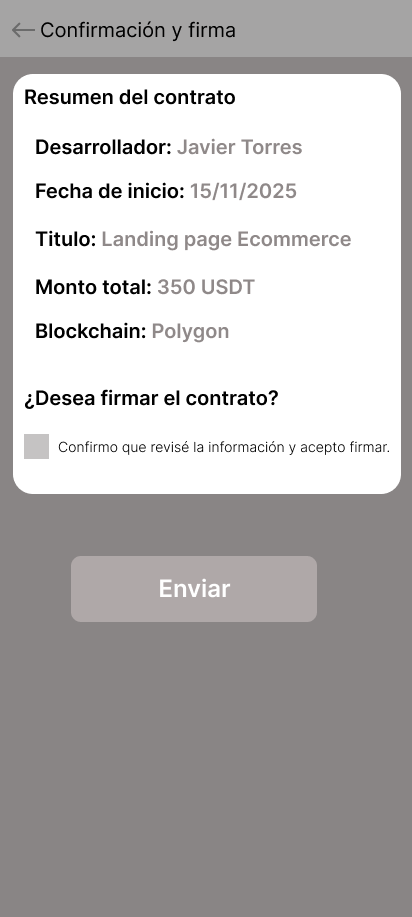 Confirmación y firma
Resumen del contrato
Desarrollador: Javier Torres
Fecha de inicio: 15/11/2025
Titulo: Landing page Ecommerce
Monto total: 350 USDT
Blockchain: Polygon
¿Desea firmar el contrato?
Confirmo que revisé la información y acepto firmar.
Enviar